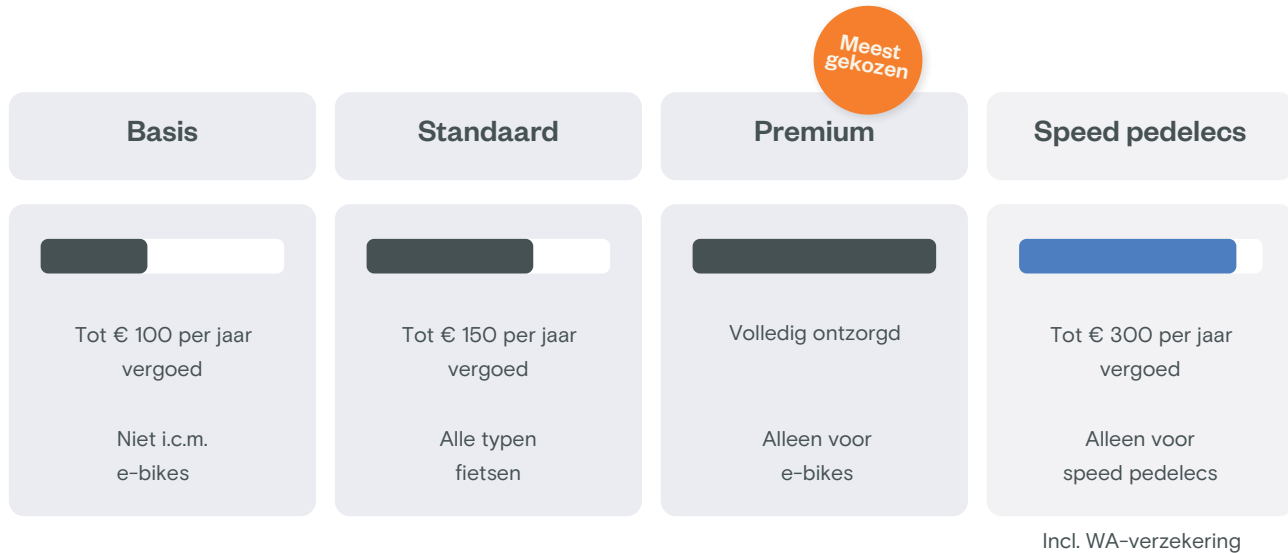 Meest
gekozen
Basis
Standaard
Premium
Speed pedelecs
Tot € 100 per jaar
vergoed
Niet i.c.m.
e-bikes
Tot € 150 per jaar
vergoed
Alle typen
fietsen
Volledig ontzorgd
Alleen voor
e-bikes
Tot € 300 per jaar
vergoed
Alleen voor
speed pedelecs
Incl. WA-verzekering